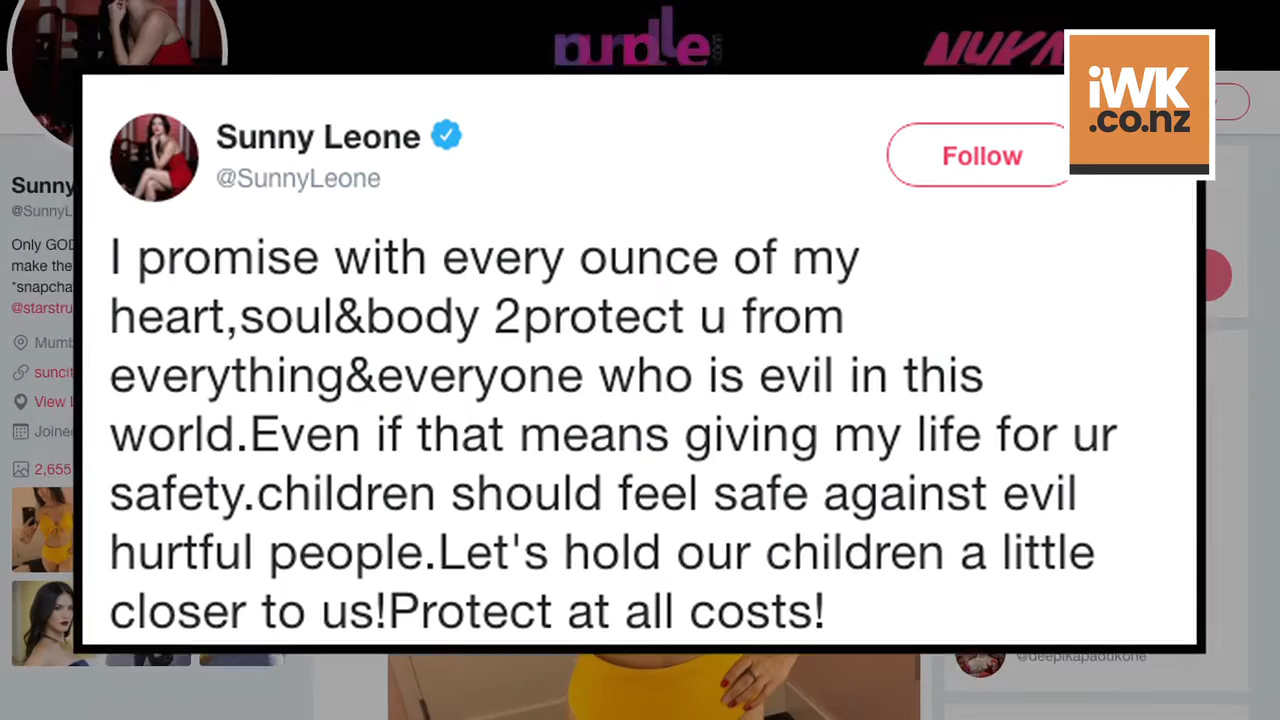 purplle
.com
NYKA
iWK
.co.nz
Sunny Leone
@SunnyLeone
Follow
I promise with every ounce of my
heart,soul&body 2protect u from
everything&everyone who is evil in this
world.Even if that means giving my life for ur
safety.children should feel safe against evil
hurtful people.Let's hold our children a little
closer to us!Protect at all costs!
Sunny
@SunnyL
Only GOD
make the
*snapcha
@starstru
Mumb
suncit
View
Joined
2,655
@deepikapadukone